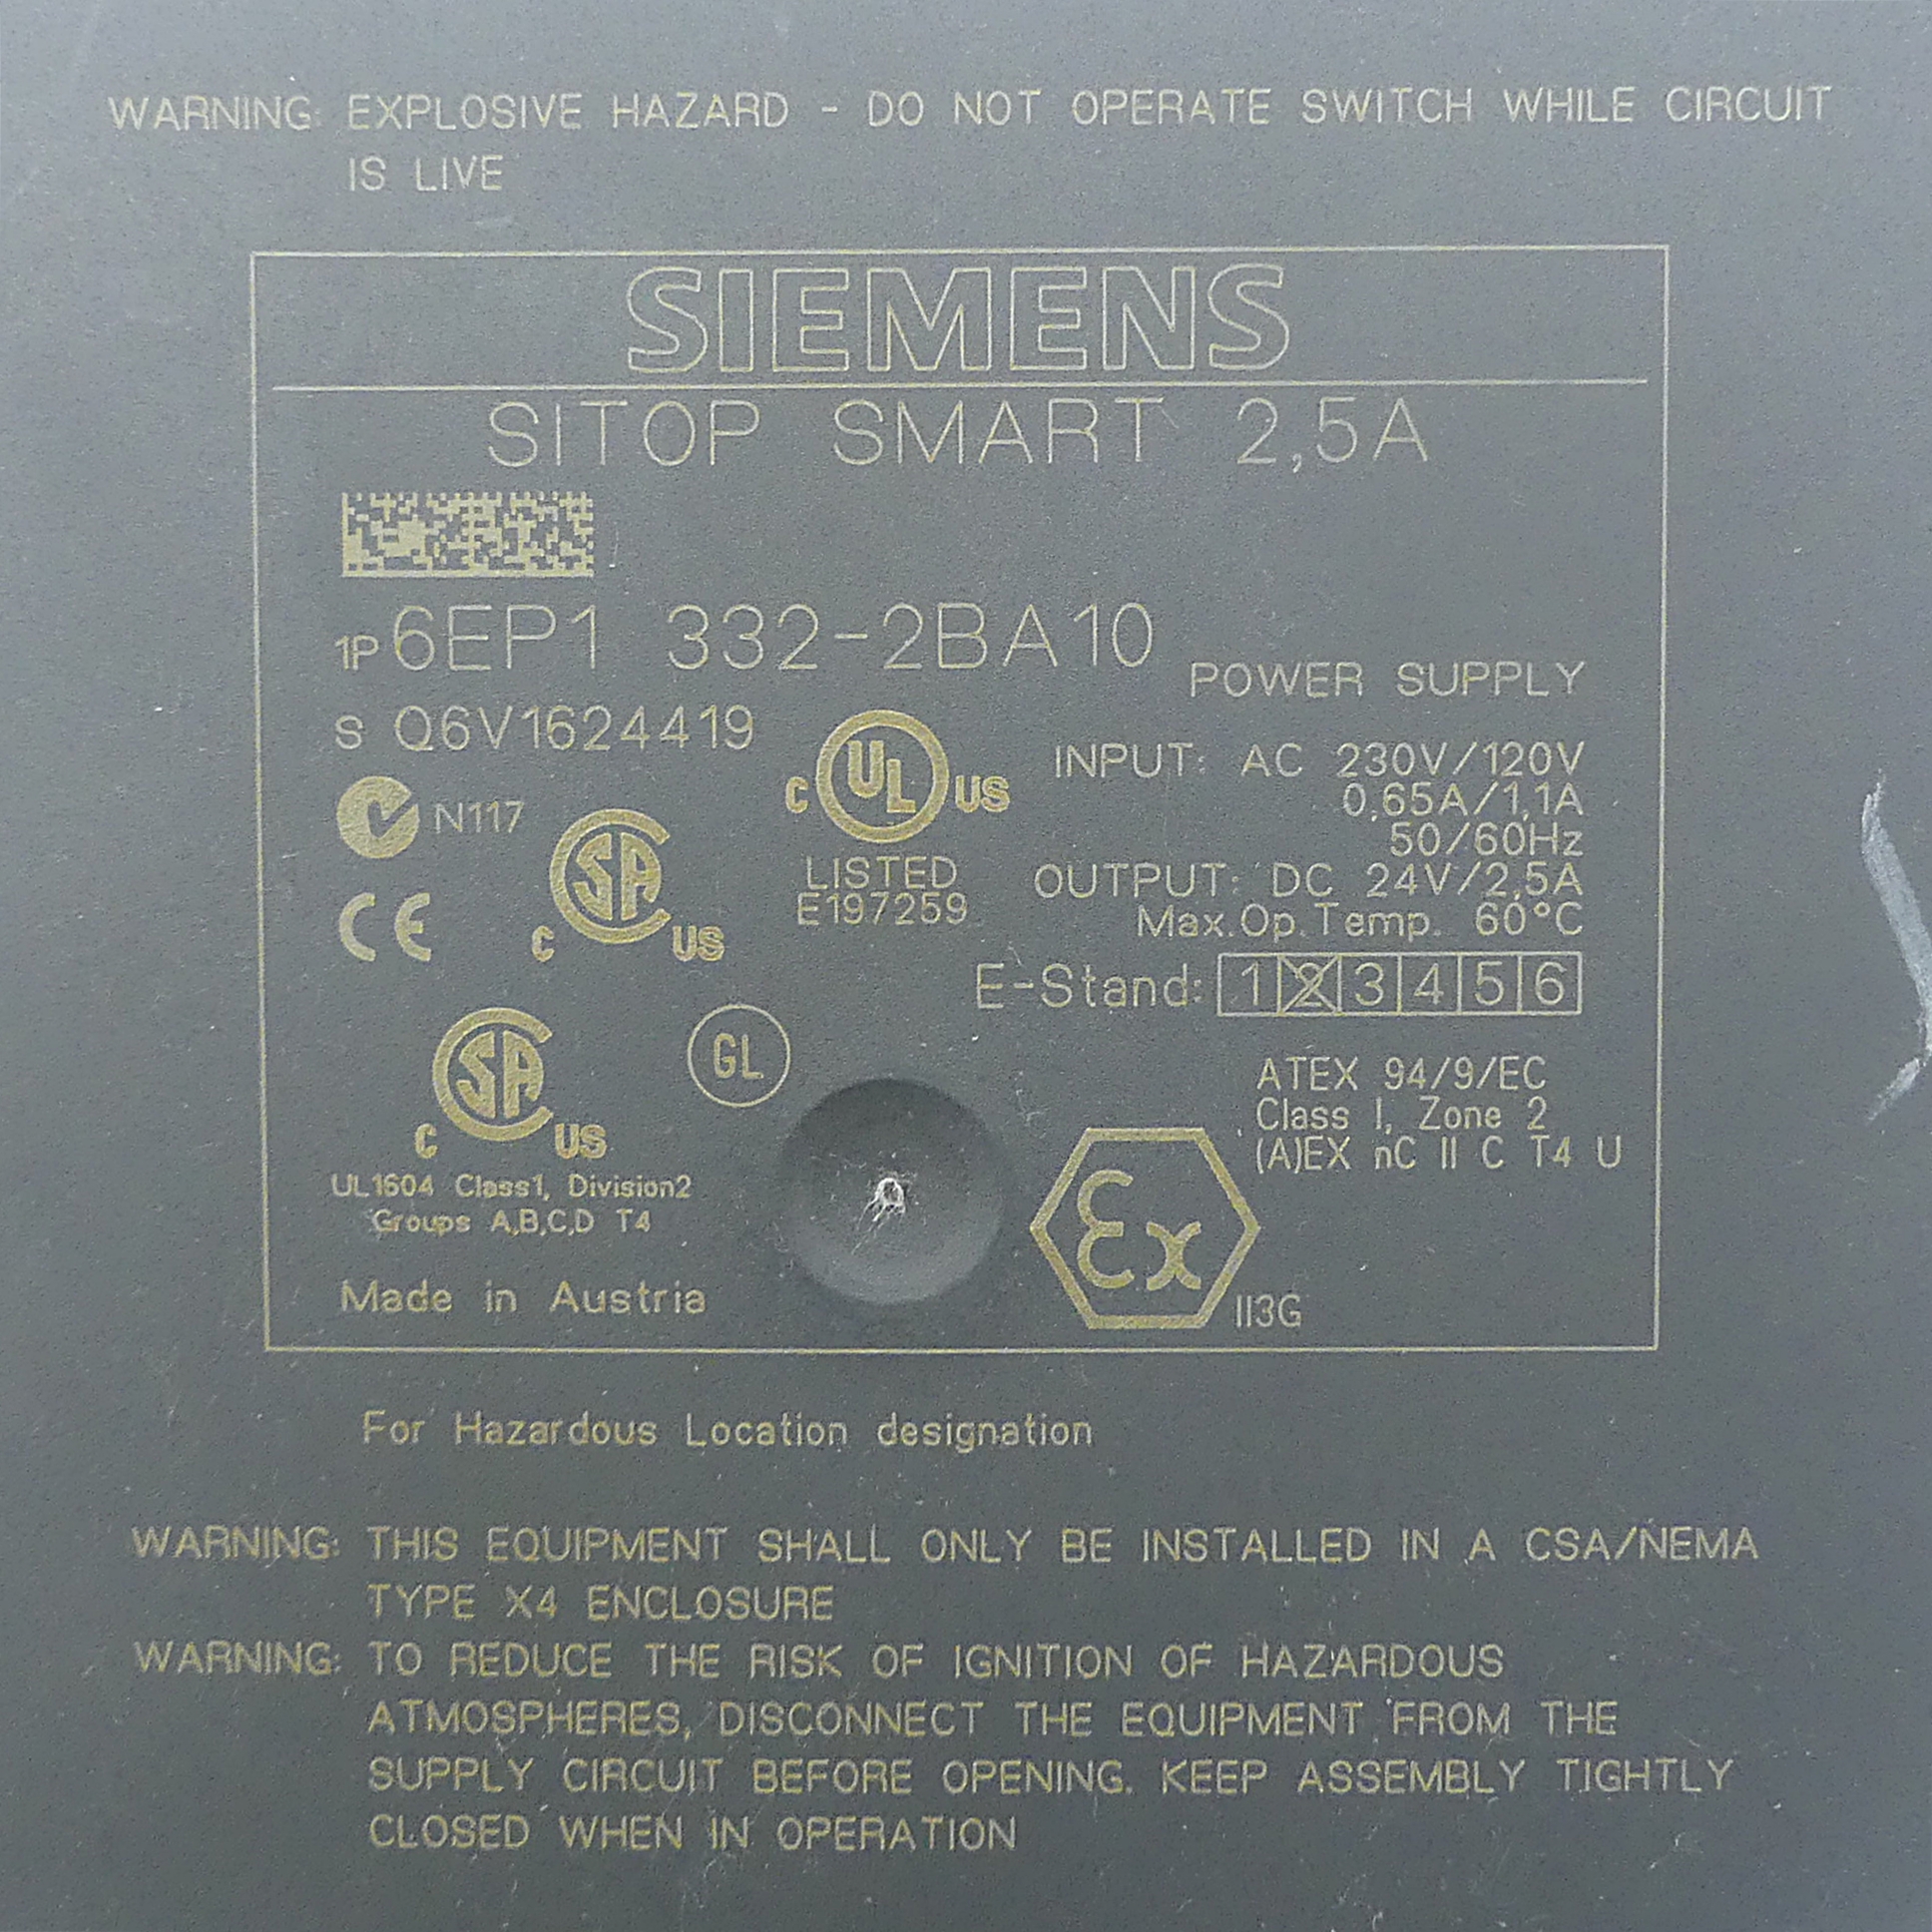 WARNING: EXPLOSIVE HAZARD - DO NOT OPERATE SWITCH WHILE CIRCUIT
IS LIVE
SIEMENS
SITOP SMART 2,5A
1P 6EP1 332-2BA10
POWER SUPPLY
S Q6V1624419
N117
CE
C SA US
C UL US
LISTED
E197259
INPUT: AC 230V/120V
0,65A/1,1A
50/60Hz
OUTPUT: DC 24V/2,5A
Max.Op.Temp. 60°C
E-Stand: 1 2 3 4 5 6
C SA US
GL
UL1604 Class1, Division2
Groups A,B,C,D T4
ATEX 94/9/EC
Class I, Zone 2
(A)EX nC II C T4 U
Ex II3G
Made in Austria
For Hazardous Location designation
WARNING: THIS EQUIPMENT SHALL ONLY BE INSTALLED IN A CSA/NEMA
TYPE X4 ENCLOSURE
WARNING: TO REDUCE THE RISK OF IGNITION OF HAZARDOUS
ATMOSPHERES, DISCONNECT THE EQUIPMENT FROM THE
SUPPLY CIRCUIT BEFORE OPENING. KEEP ASSEMBLY TIGHTLY
CLOSED WHEN IN OPERATION